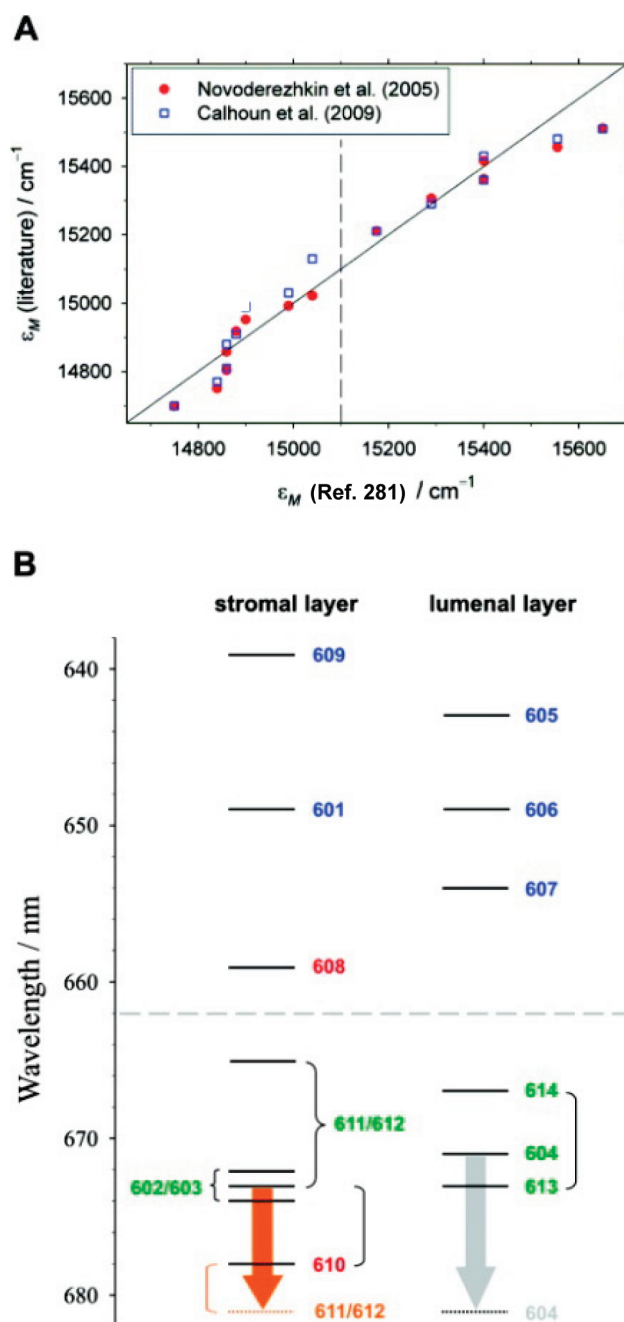 A
Novoderezhkin et al. (2005)
Calhoun et al. (2009)
15600
15400
15200
15000
14800
εM (literature) / cm⁻¹
14800 15000 15200 15400 15600
εM (Ref. 281) / cm⁻¹
B
stromal layer lumenal layer
Wavelength / nm
640
650
660
670
680
609
605
601
606
607
608
614
611/612
604
602/603
613
610
611/612
604